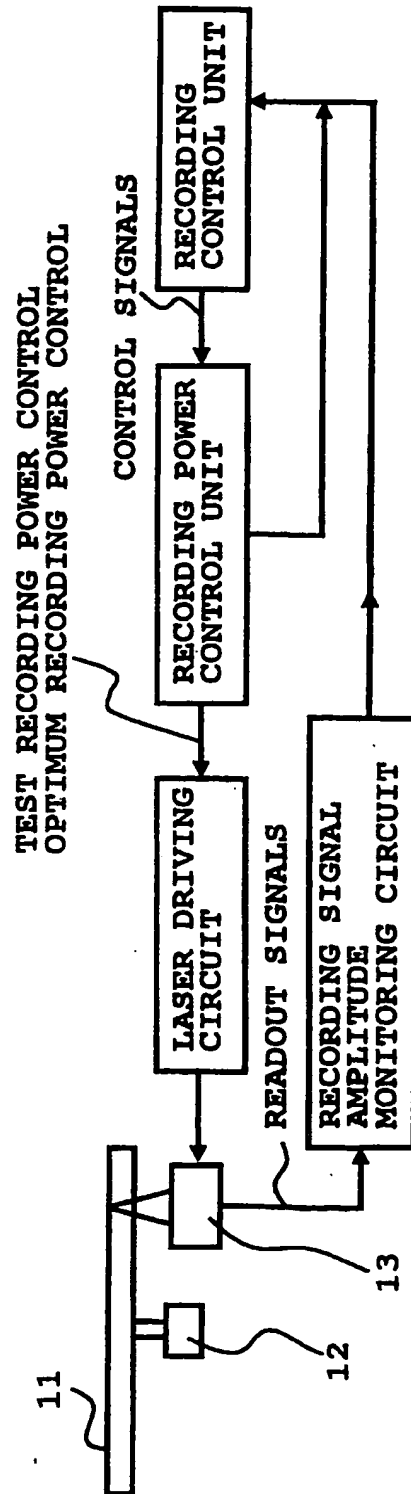 TEST RECORDING POWER CONTROL
OPTIMUM RECORDING POWER CONTROL
CONTROL SIGNALS
11
LASER DRIVING
CIRCUIT
RECORDING POWER
CONTROL UNIT
RECORDING
CONTROL UNIT
12
13
READOUT SIGNALS
RECORDING SIGNAL
AMPLITUDE
MONITORING CIRCUIT